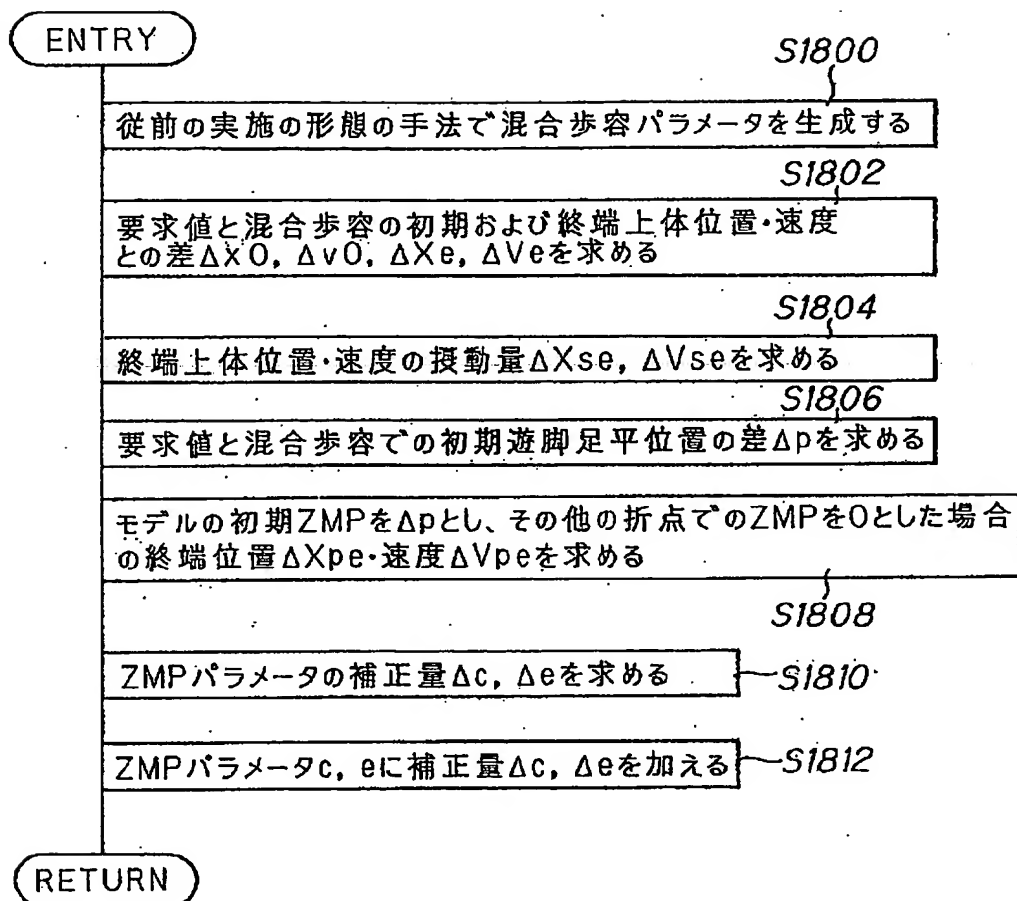 ENTRY
S1800
従前の実施の形態の手法で混合歩容パラメータを生成する
S1802
要求値と混合歩容の初期および終端上体位置・速度
との差Δx0, Δv0, ΔXe, ΔVeを求める
S1804
終端上体位置・速度の摂動量ΔXse, ΔVseを求める
S1806
要求値と混合歩容での初期遊脚足平位置の差Δpを求める
モデルの初期ZMPをΔpとし、その他の折点でのZMPを0とした場合
の終端位置ΔXpe・速度ΔVpeを求める
S1808
ZMPパラメータの補正量Δc, Δeを求める
S1810
ZMPパラメータc, eに補正量Δc, Δeを加える
S1812
RETURN